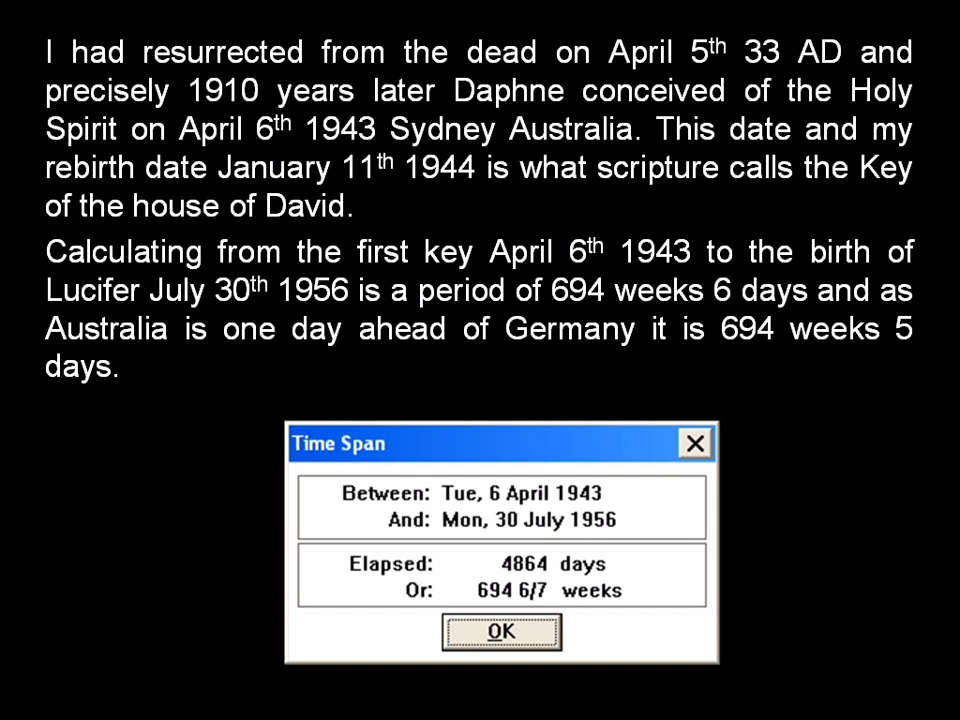 I had resurrected from the dead on April 5th 33 AD and
precisely 1910 years later Daphne conceived of the Holy
Spirit on April 6th 1943 Sydney Australia. This date and my
rebirth date January 11th 1944 is what scripture calls the Key
of the house of David.
Calculating from the first key April 6th 1943 to the birth of
Lucifer July 30th 1956 is a period of 694 weeks 6 days and as
Australia is one day ahead of Germany it is 694 weeks 5
days.
Time Span
Between: Tue, 6 April 1943
And: Mon, 30 July 1956
Elapsed: 4864 days
Or: 694 6/7 weeks
OK